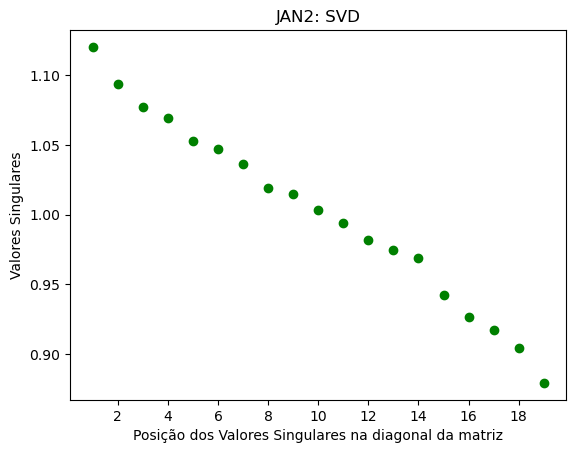 JAN2: SVD
Valores Singulares
1.10
1.05
1.00
0.95
0.90
2 4 6 8 10 12 14 16 18
Posição dos Valores Singulares na diagonal da matriz